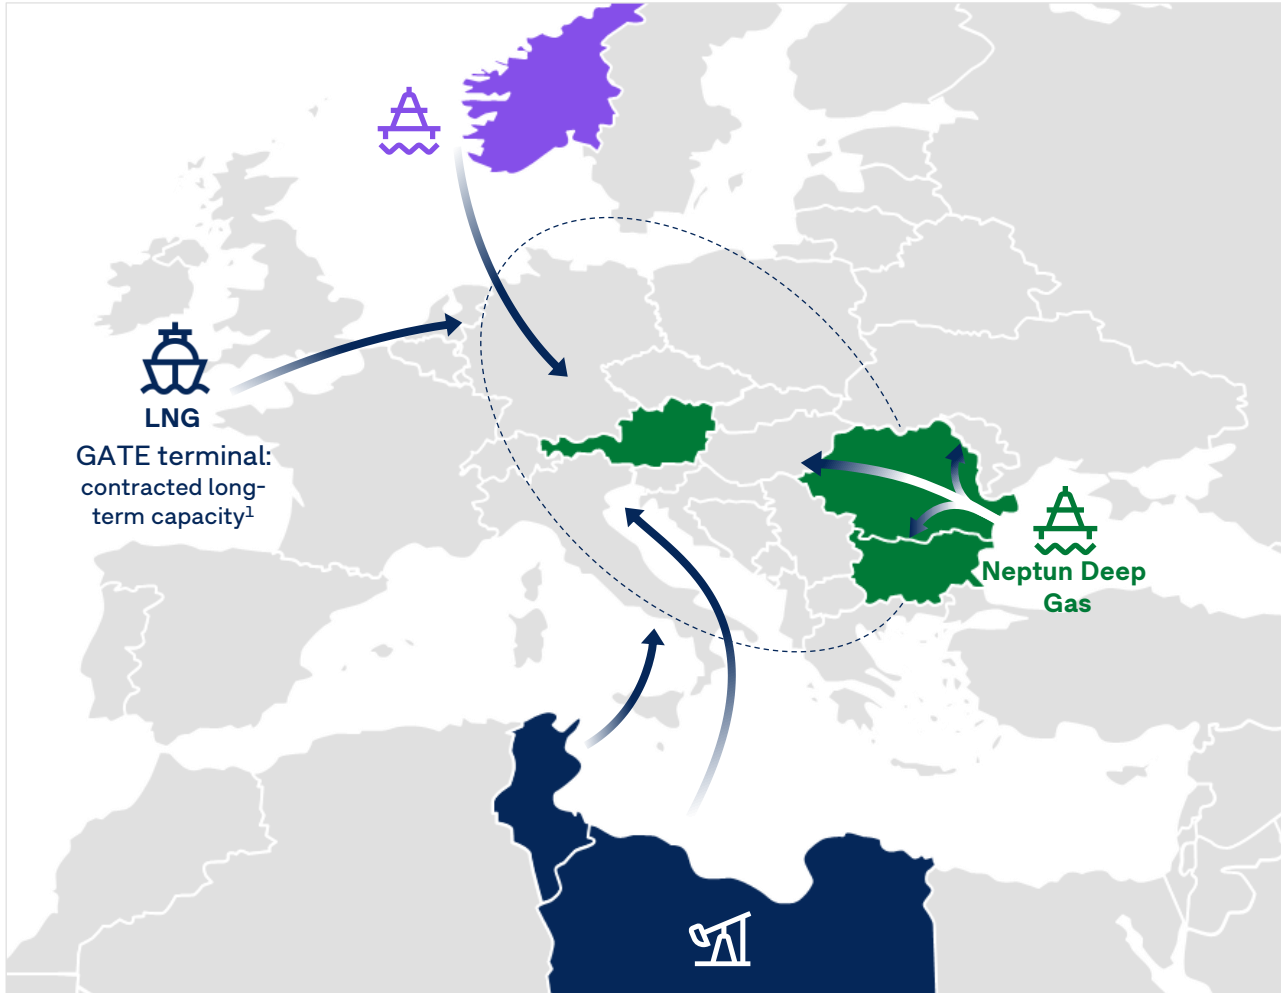 LNG
GATE terminal:
contracted long-
term capacity¹
Neptun Deep
Gas